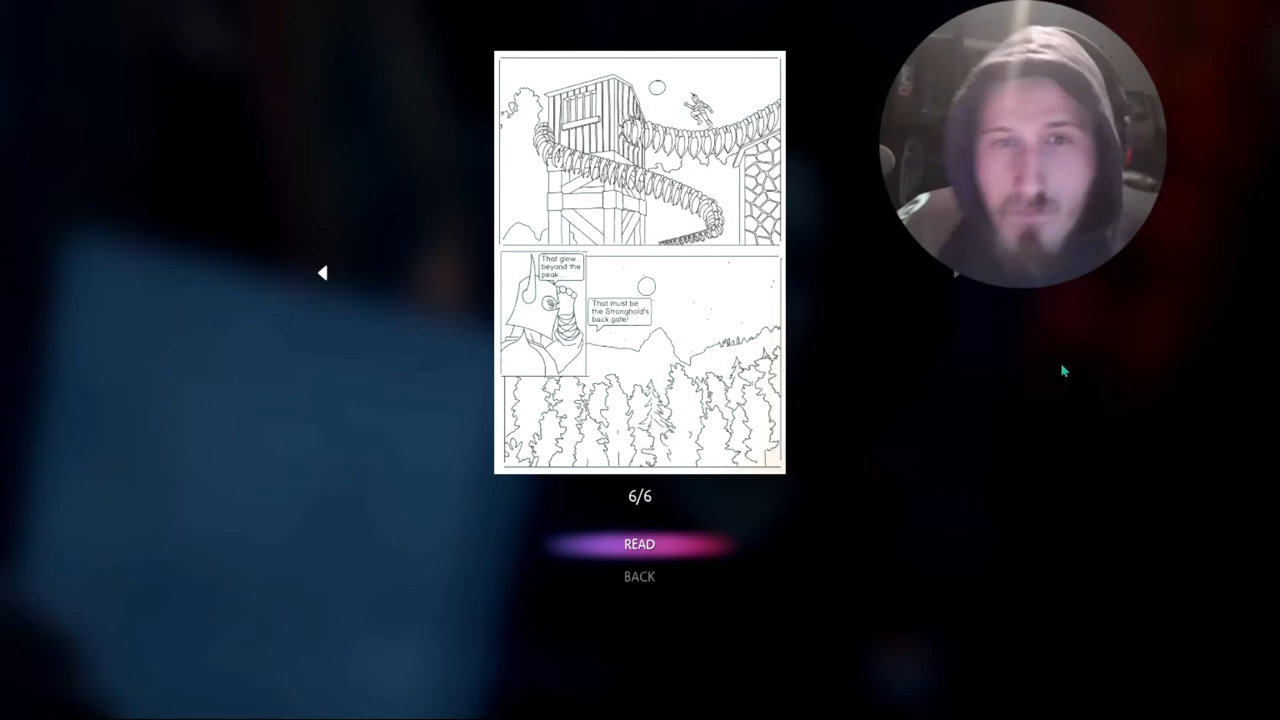 That glow...
beyond the
peak...
That must be
the Stronghold's
back gate!
6/6
READ
BACK